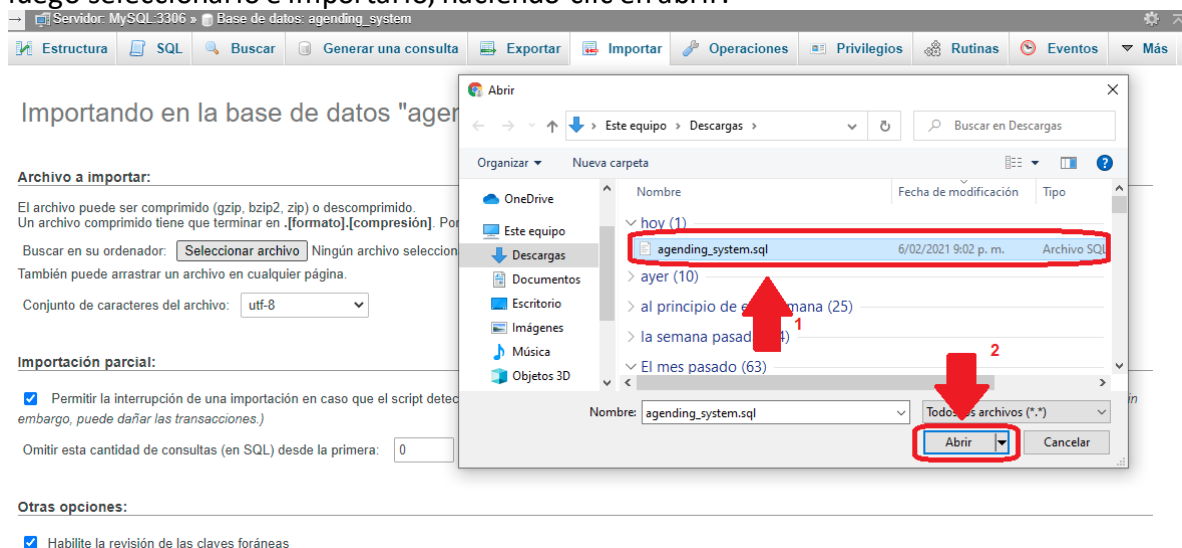 luego seleccionarlo e importarlo, haciendo clic en abrir.
Servidor: MySQL:3306 » Base de datos: agending_system
Estructura SQL Buscar Generar una consulta Exportar Importar Operaciones Privilegios Rutinas Eventos Más
Importando en la base de datos "agen
Archivo a importar:
El archivo puede ser comprimido (gzip, bzip2, zip) o descomprimido.
Un archivo comprimido tiene que terminar en .[formato].[compresión]. Por
Buscar en su ordenador: Seleccionar archivo Ningún archivo seleccion
También puede arrastrar un archivo en cualquier página.
Conjunto de caracteres del archivo: utf-8
Importación parcial:
Permitir la interrupción de una importación en caso que el script detec
embargo, puede dañar las transacciones.)
in
Omitir esta cantidad de consultas (en SQL) desde la primera: 0
Otras opciones:
Habilite la revisión de las claves foráneas
Abrir
Este equipo > Descargas >
Buscar en Descargas
Organizar Nueva carpeta
OneDrive
Este equipo
Descargas
Documentos
Escritorio
Imágenes
Música
Objetos 3D
Nombre Fecha de modificación Tipo
hoy (1)
agending_system.sql 6/02/2021 9:02 p. m. Archivo SQL
ayer (10)
al principio de mana (25)
1
la semana pasad 4)
2
El mes pasado (63)
Nombre: agending_system.sql Todos os archivos (*.*)
Abrir Cancelar